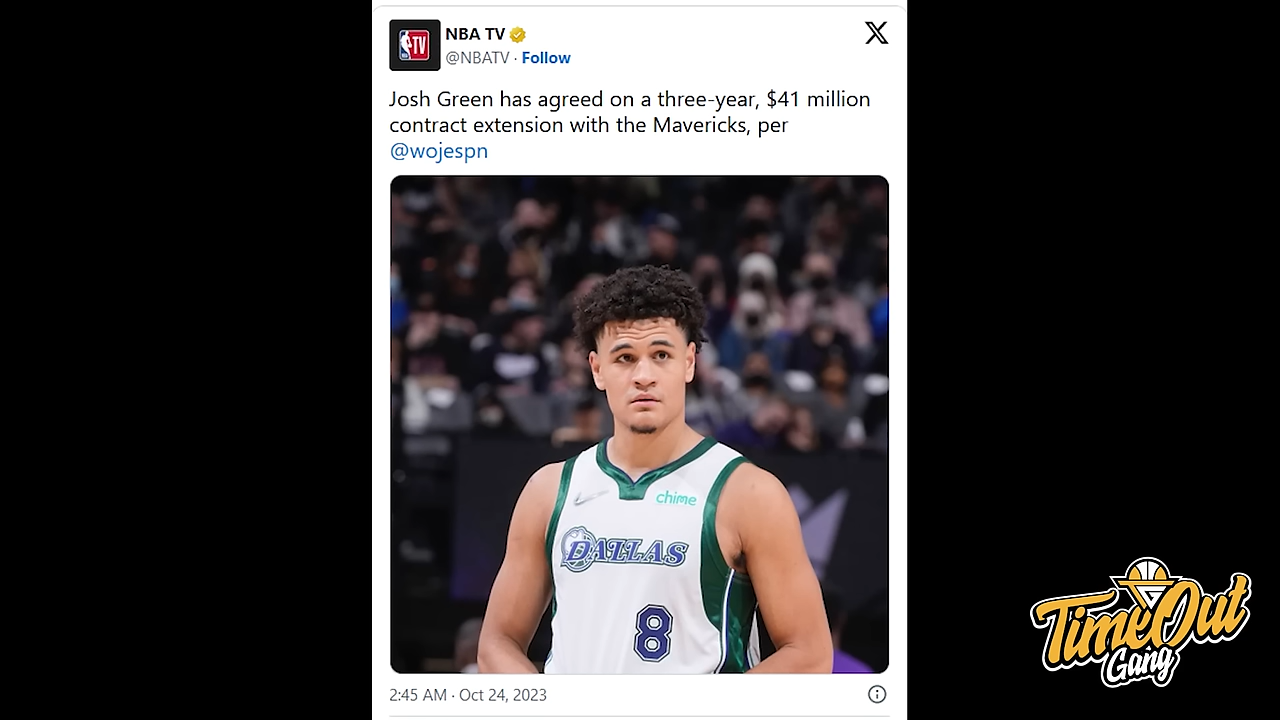 NBA TV
@NBATV · Follow
Josh Green has agreed on a three-year, $41 million
contract extension with the Mavericks, per
@wojespn
TV
chime
DALLAS
8
2:45 AM · Oct 24, 2023
TimeOut
Gang